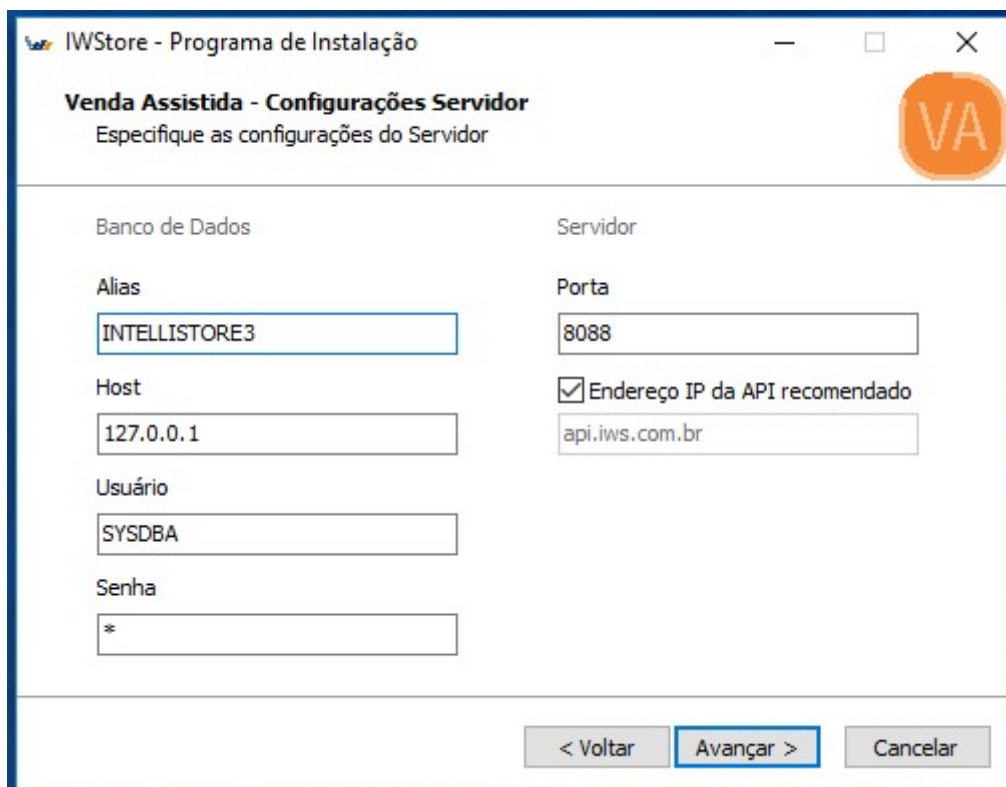 IWStore - Programa de Instalação
Venda Assistida - Configurações Servidor
Especifique as configurações do Servidor
VA
Banco de Dados
Servidor
Alias
Porta
INTELLISTORE3
8088
Host
Endereço IP da API recomendado
127.0.0.1
api.iws.com.br
Usuário
SYSDBA
Senha
*
< Voltar
Avançar >
Cancelar